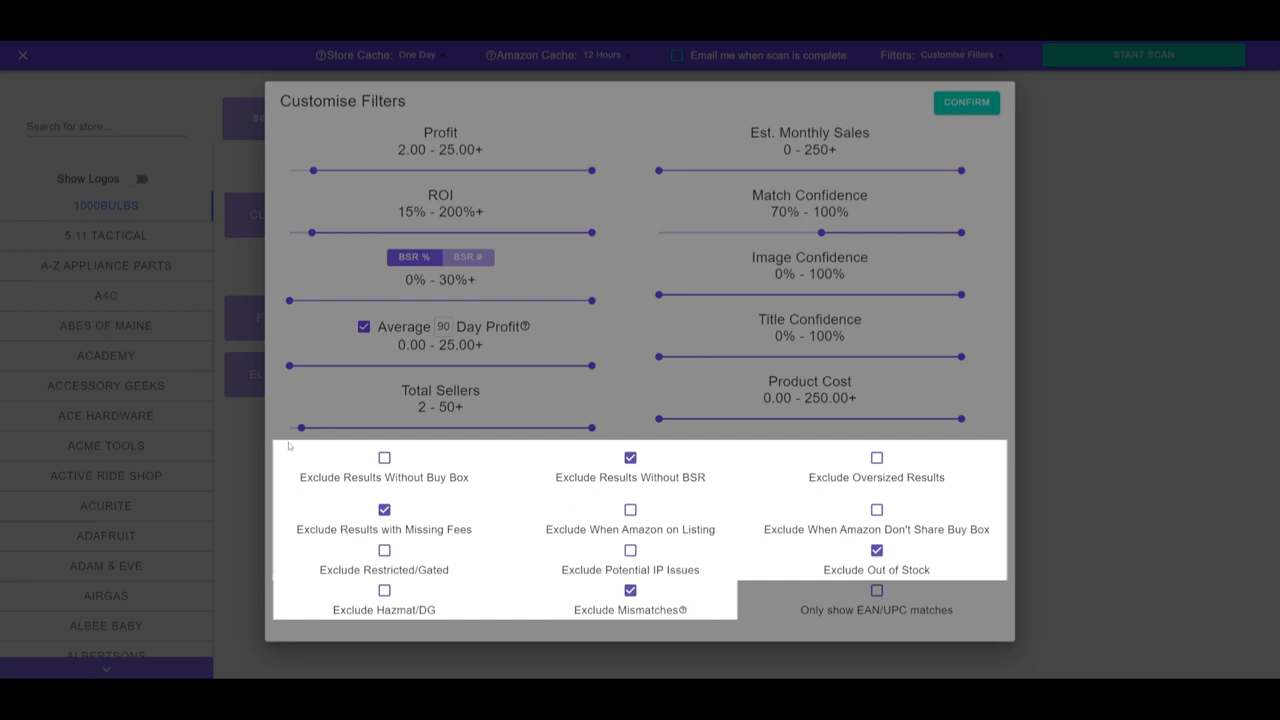 Store Cache: One Day
Amazon Cache: 12 Hours
Email me when scan is complete
Filters: Customise Filters
START SCAN
Search for store...
Show Logos
1000BULBS
5.11 TACTICAL
A-Z APPLIANCE PARTS
A4C
ABES OF MAINE
ACADEMY
ACCESSORY GEEKS
ACE HARDWARE
ACME TOOLS
ACTIVE RIDE SHOP
ACURITE
ADAFRUIT
ADAM & EVE
AIRGAS
ALBEE BABY
ALBERTSONS
SE
CL
F
EL
Customise Filters
CONFIRM
Profit
2.00 - 25.00+
ROI
15% - 200%+
BSR %
BSR #
0% - 30%+
Average 90 Day Profit
0.00 - 25.00+
Total Sellers
2 - 50+
Est. Monthly Sales
0 - 250+
Match Confidence
70% - 100%
Image Confidence
0% - 100%
Title Confidence
0% - 100%
Product Cost
0.00 - 250.00+
Exclude Results Without Buy Box
Exclude Results Without BSR
Exclude Oversized Results
Exclude Results with Missing Fees
Exclude When Amazon on Listing
Exclude When Amazon Don't Share Buy Box
Exclude Restricted/Gated
Exclude Potential IP Issues
Exclude Out of Stock
Exclude Hazmat/DG
Exclude Mismatches
Only show EAN/UPC matches